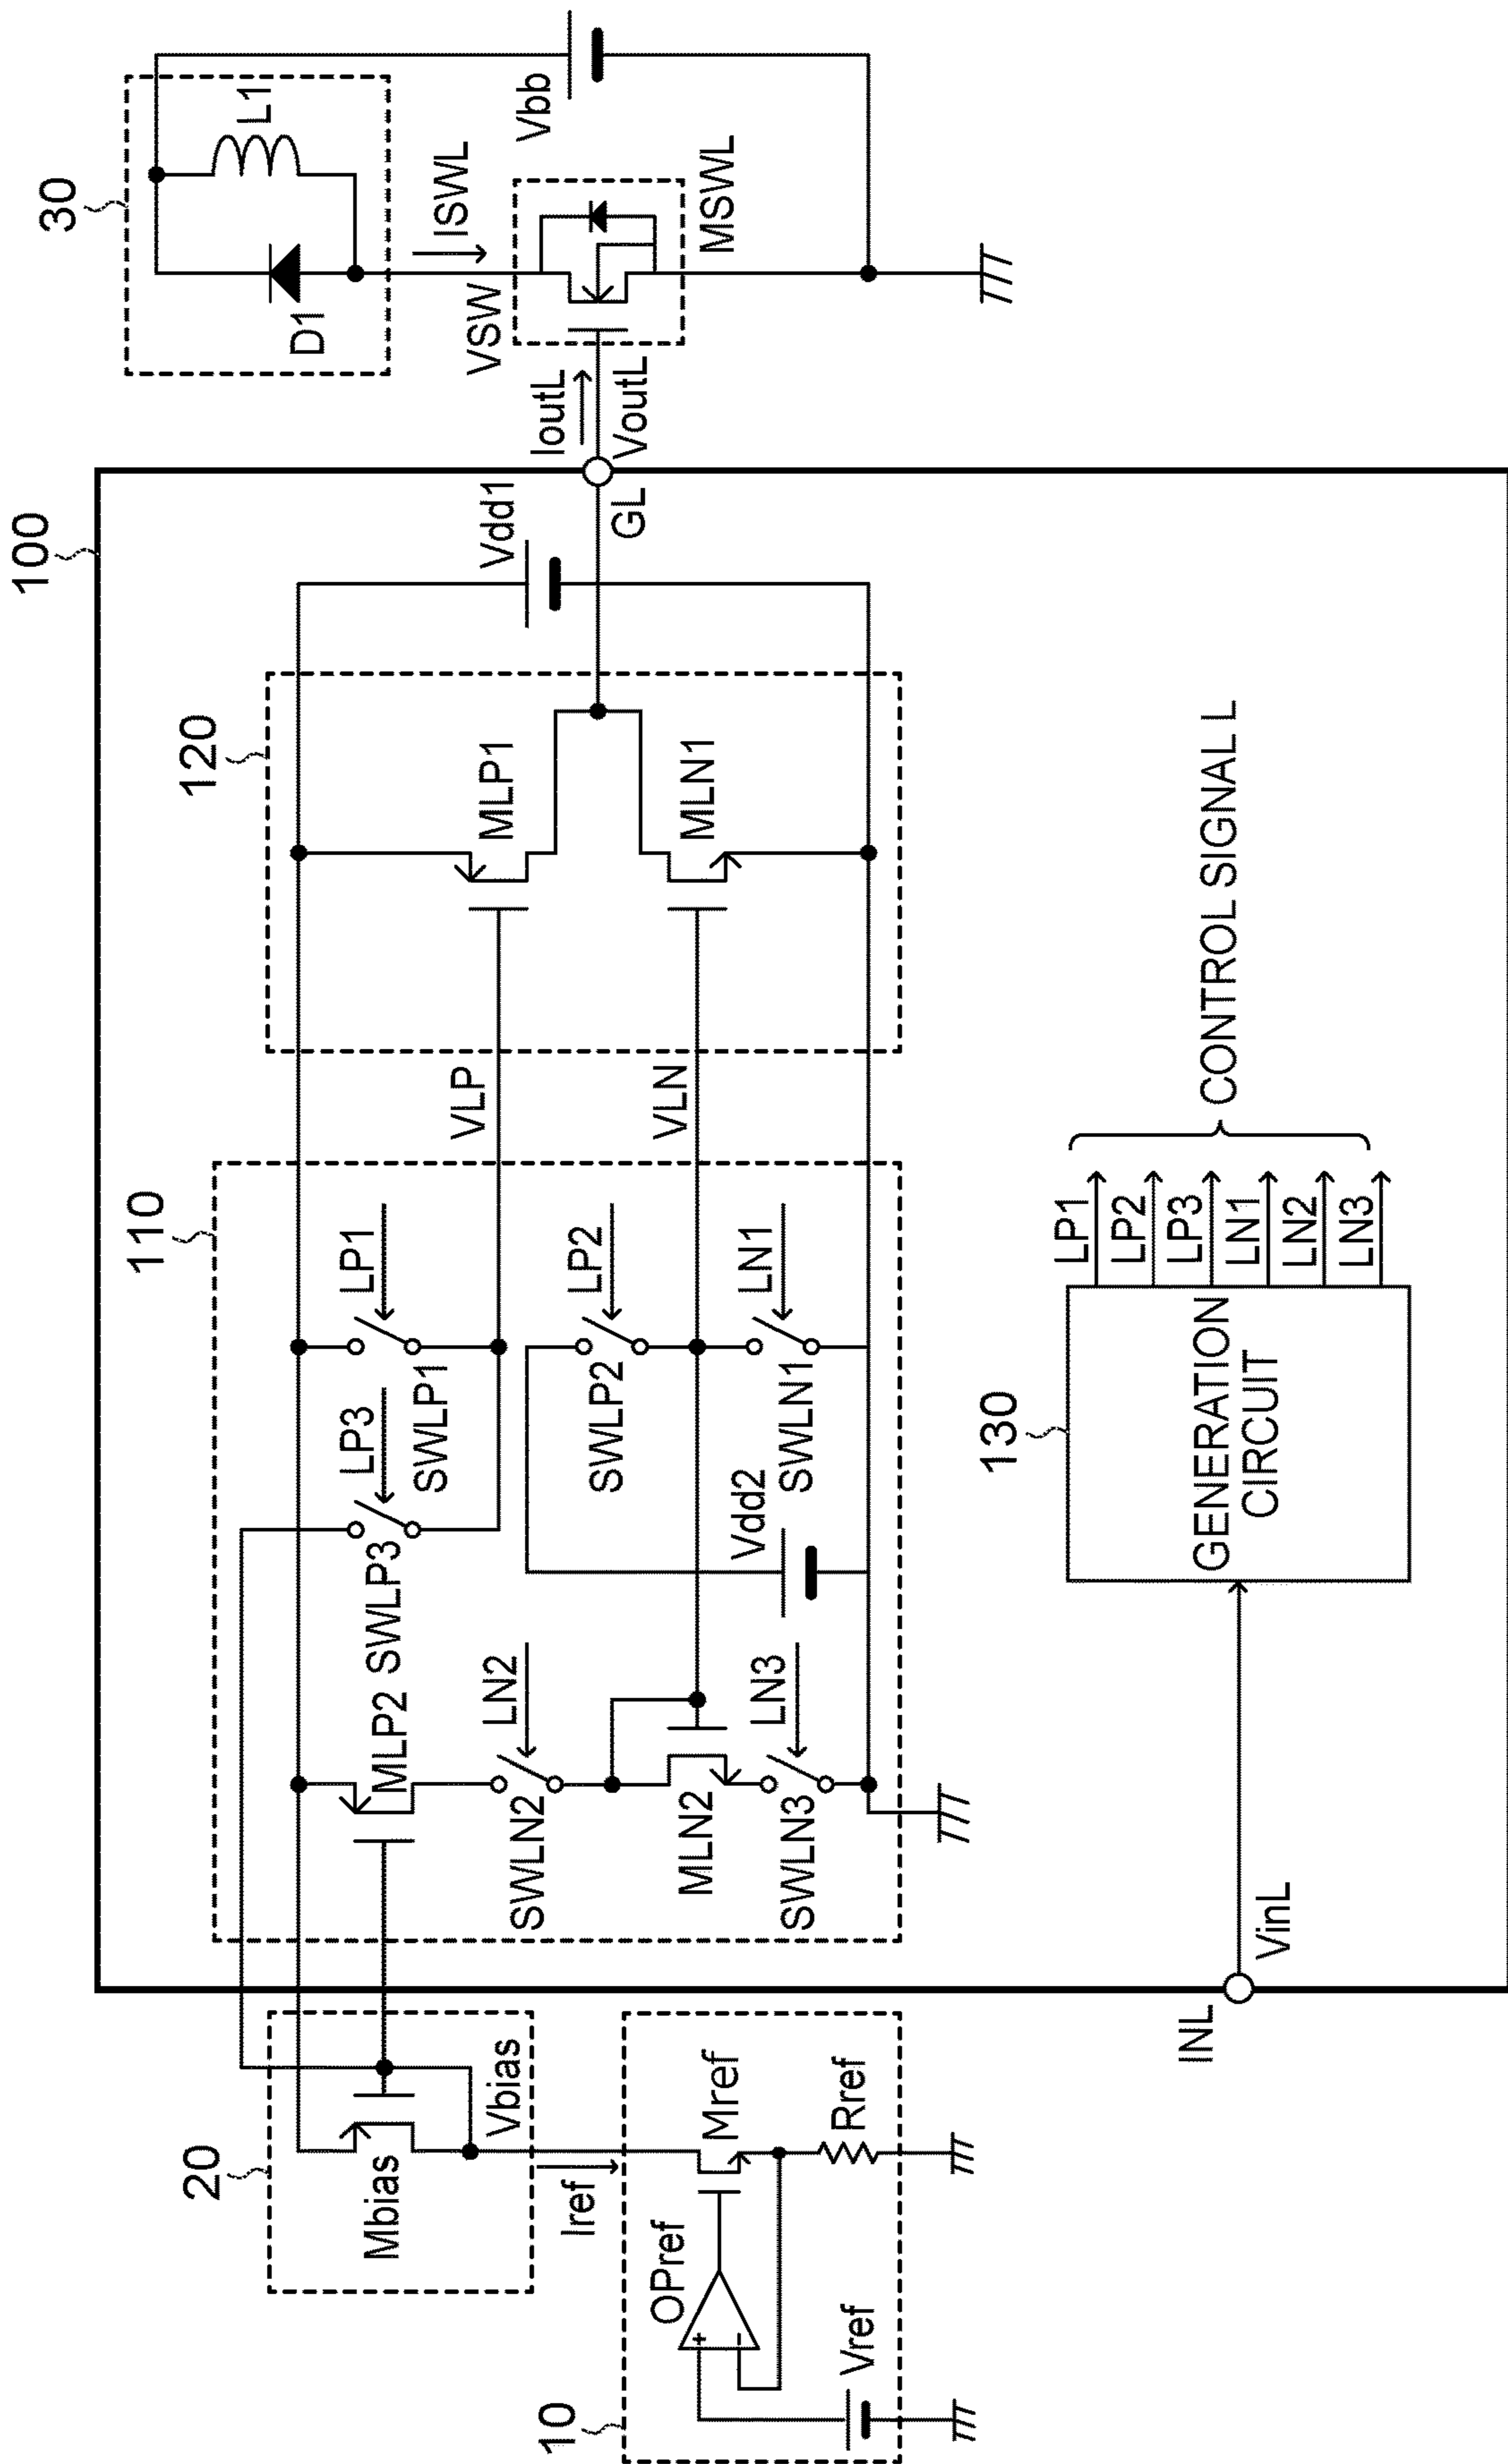 100
30
20
110
120
L1
D1
ISWL
VSW
Vbb
MSWL
IoutL
VoutL
GL
Vdd1
MLP1
MLN1
VLP
VLN
LP1
LP3
SWLP1
SWLP3
MLP2
LP2
SWLP2
LN1
SWLN1
Vdd2
LN2
SWLN2
MLN2
LN3
SWLN3
Mbias
Vbias
Iref
10
OPref
+
-
Mref
Rref
Vref
INL
VinL
130
GENERATION
CIRCUIT
LP1
LP2
LP3
LN1
LN2
LN3
CONTROL SIGNAL L